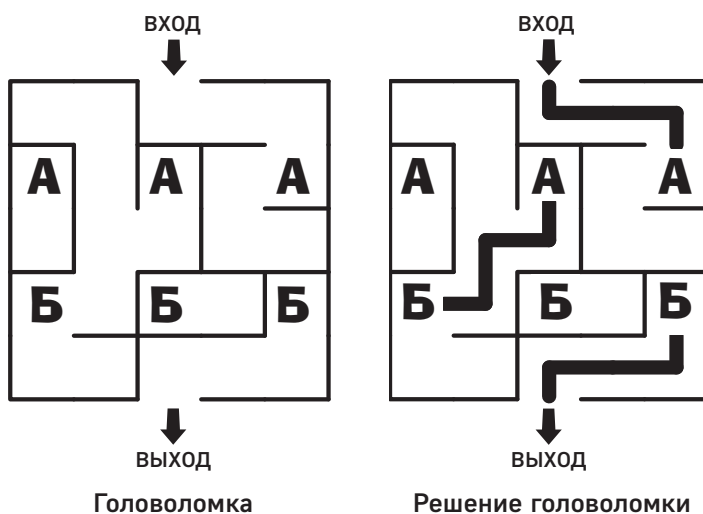 ВХОД
А А А
Б Б Б
ВЫХОД
Головоломка
ВХОД
А А А
Б Б Б
ВЫХОД
Решение головоломки